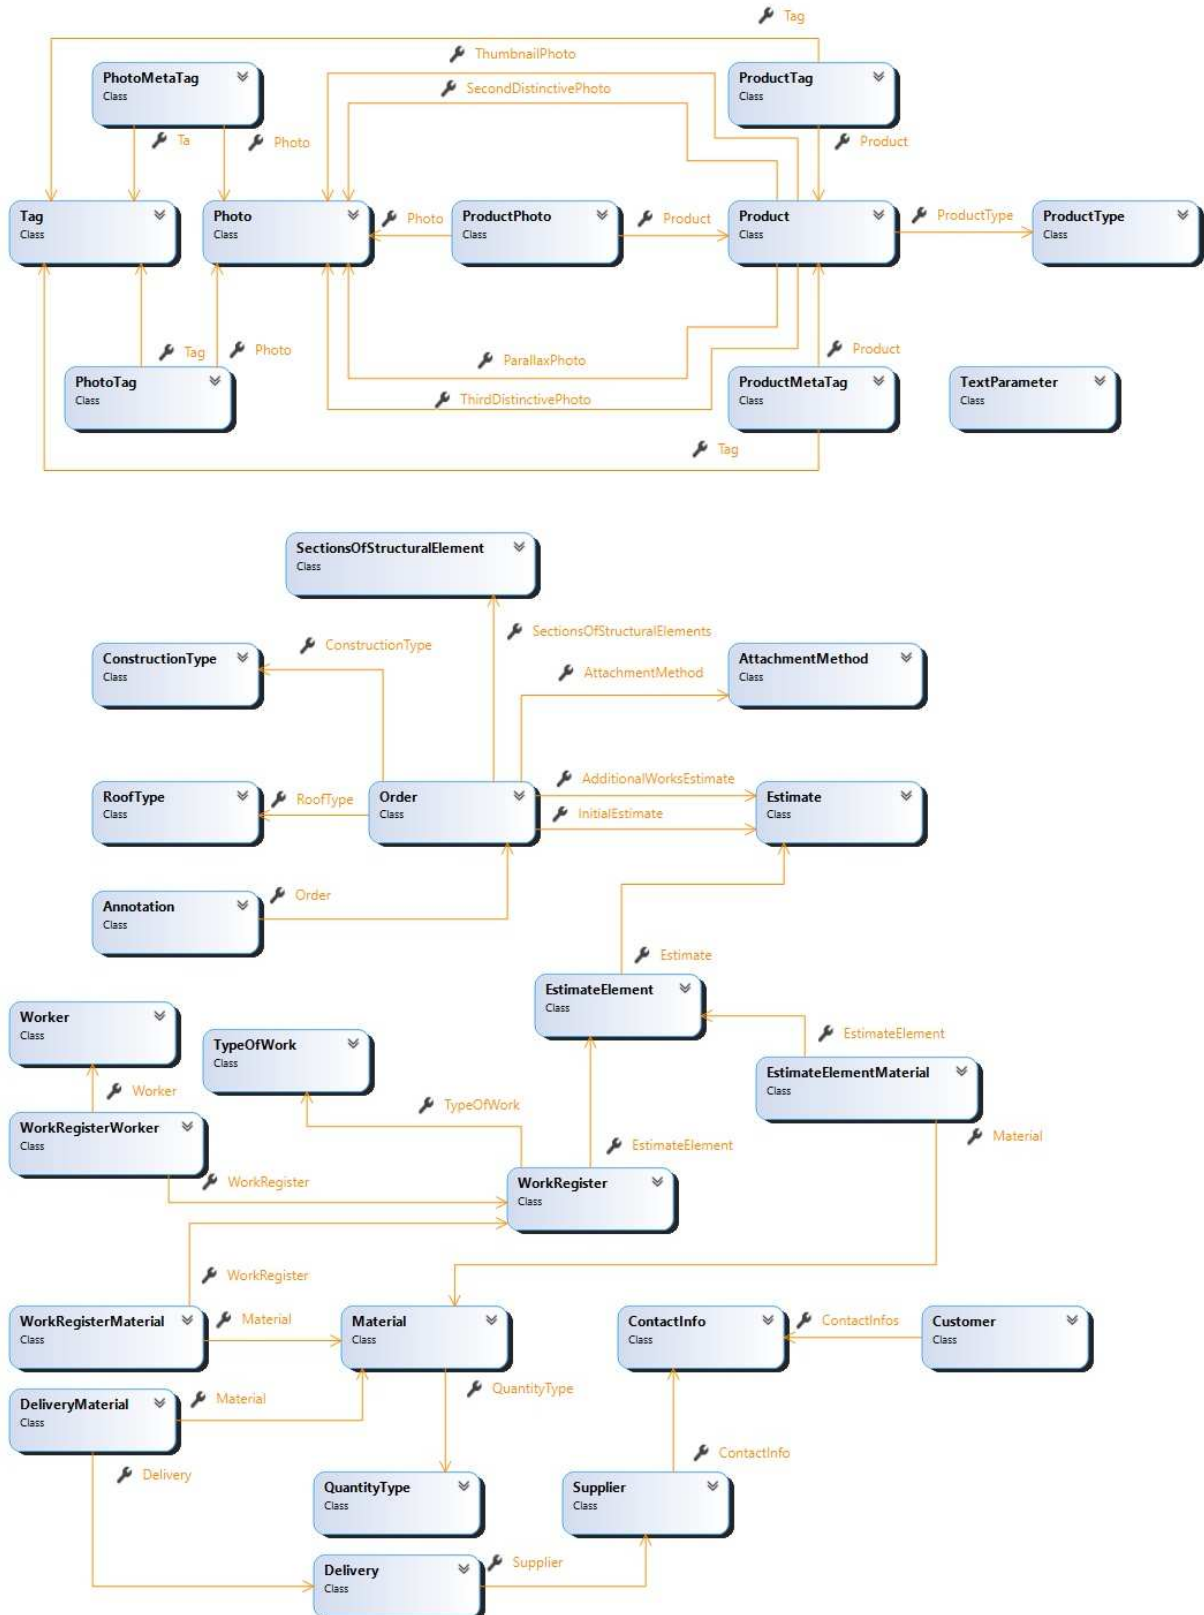 Tag
ThumbnailPhoto
PhotoMetaTag
Class
SecondDistinctivePhoto
ProductTag
Class
Ta
Photo
Product
Tag
Class
Photo
Class
Photo
ProductPhoto
Class
Product
Product
Class
ProductType
ProductType
Class
Tag
Photo
ParallaxPhoto
Product
PhotoTag
Class
ThirdDistinctivePhoto
ProductMetaTag
Class
TextParameter
Class
Tag
SectionsOfStructuralElement
Class
SectionsOfStructuralElements
ConstructionType
ConstructionType
Class
AttachmentMethod
AttachmentMethod
Class
RoofType
Class
RoofType
Order
Class
AdditionalWorksEstimate
InitialEstimate
Estimate
Class
Annotation
Class
Order
Estimate
EstimateElement
Class
Worker
Class
TypeOfWork
Class
EstimateElement
EstimateElementMaterial
Class
Worker
TypeOfWork
WorkRegisterWorker
Class
EstimateElement
Material
WorkRegister
WorkRegister
Class
WorkRegister
WorkRegisterMaterial
Class
Material
Material
Class
ContactInfo
Class
ContactInfos
Customer
Class
DeliveryMaterial
Class
Material
QuantityType
ContactInfo
Delivery
QuantityType
Class
Supplier
Class
Delivery
Class
Supplier